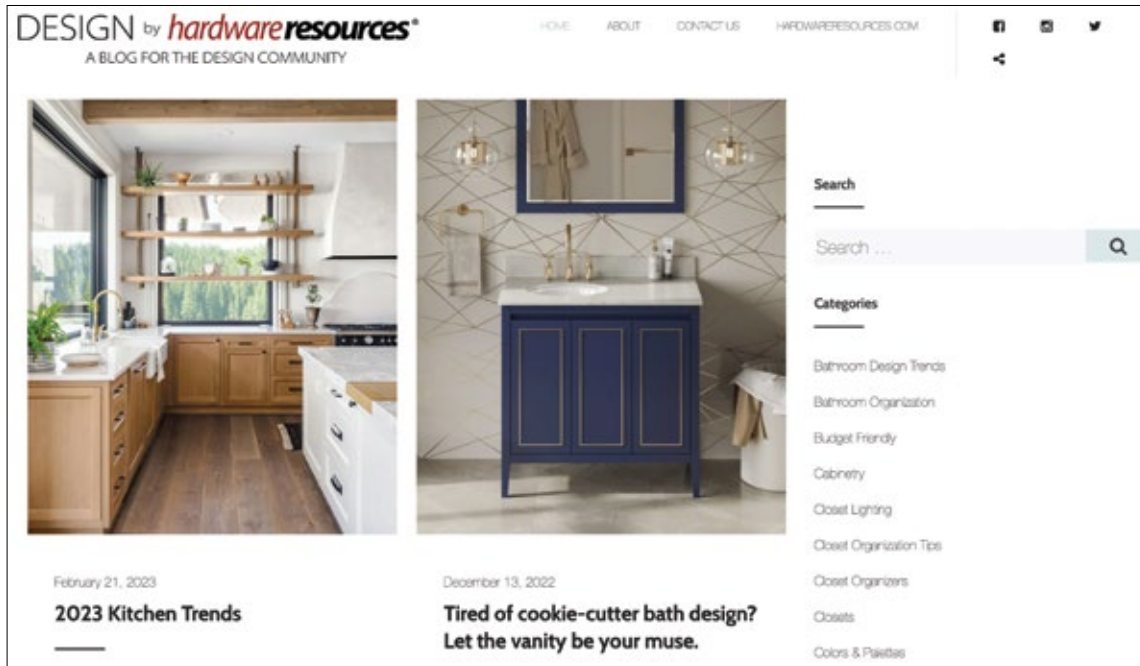 DESIGN by hardware resources®
A BLOG FOR THE DESIGN COMMUNITY
HOME ABOUT CONTACT US HARDWARERESOURCES.COM
Search
Search ...
Categories
Bathroom Design Trends
Bathroom Organization
Budget Friendly
Cabinetry
Closet Lighting
Closet Organization Tips
Closet Organizers
Closets
Colors & Palettes
February 21, 2023
2023 Kitchen Trends
December 13, 2022
Tired of cookie-cutter bath design?
Let the vanity be your muse.